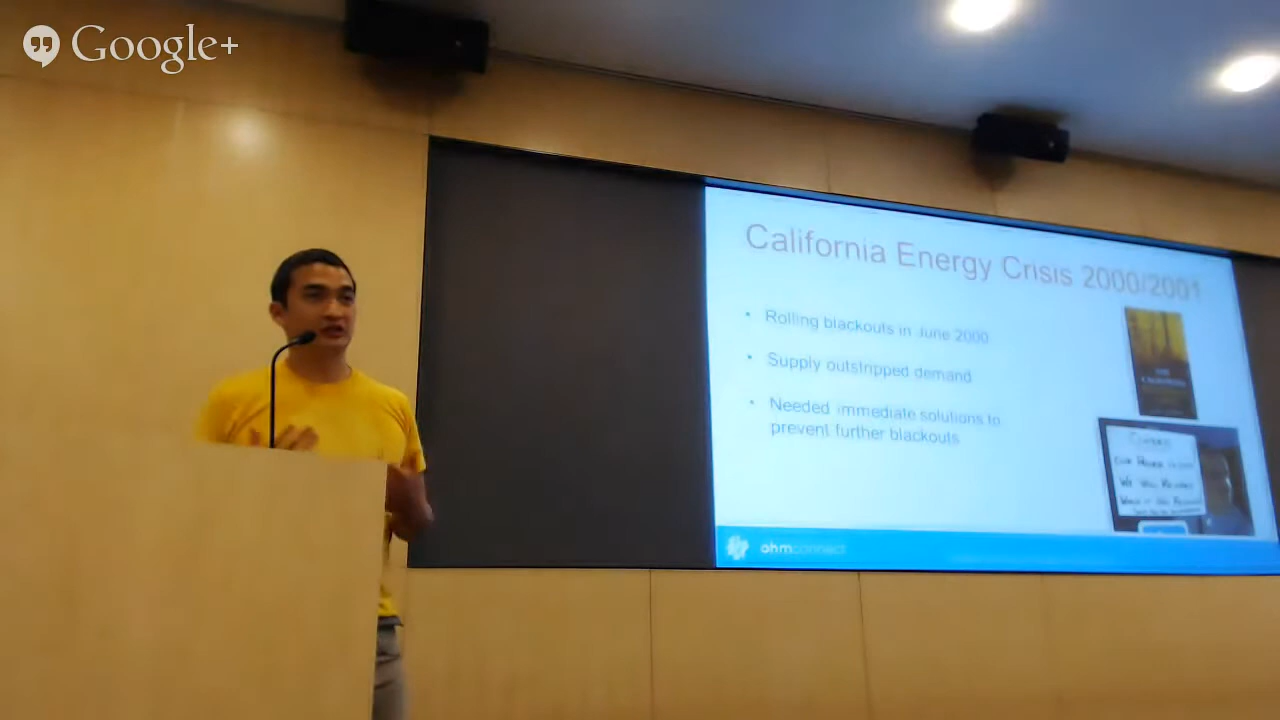 Google+
California Energy Crisis 2000/2001
• Rolling blackouts in June 2000
• Supply outstripped demand
• Needed immediate solutions to
prevent further blackouts
ohmconnect